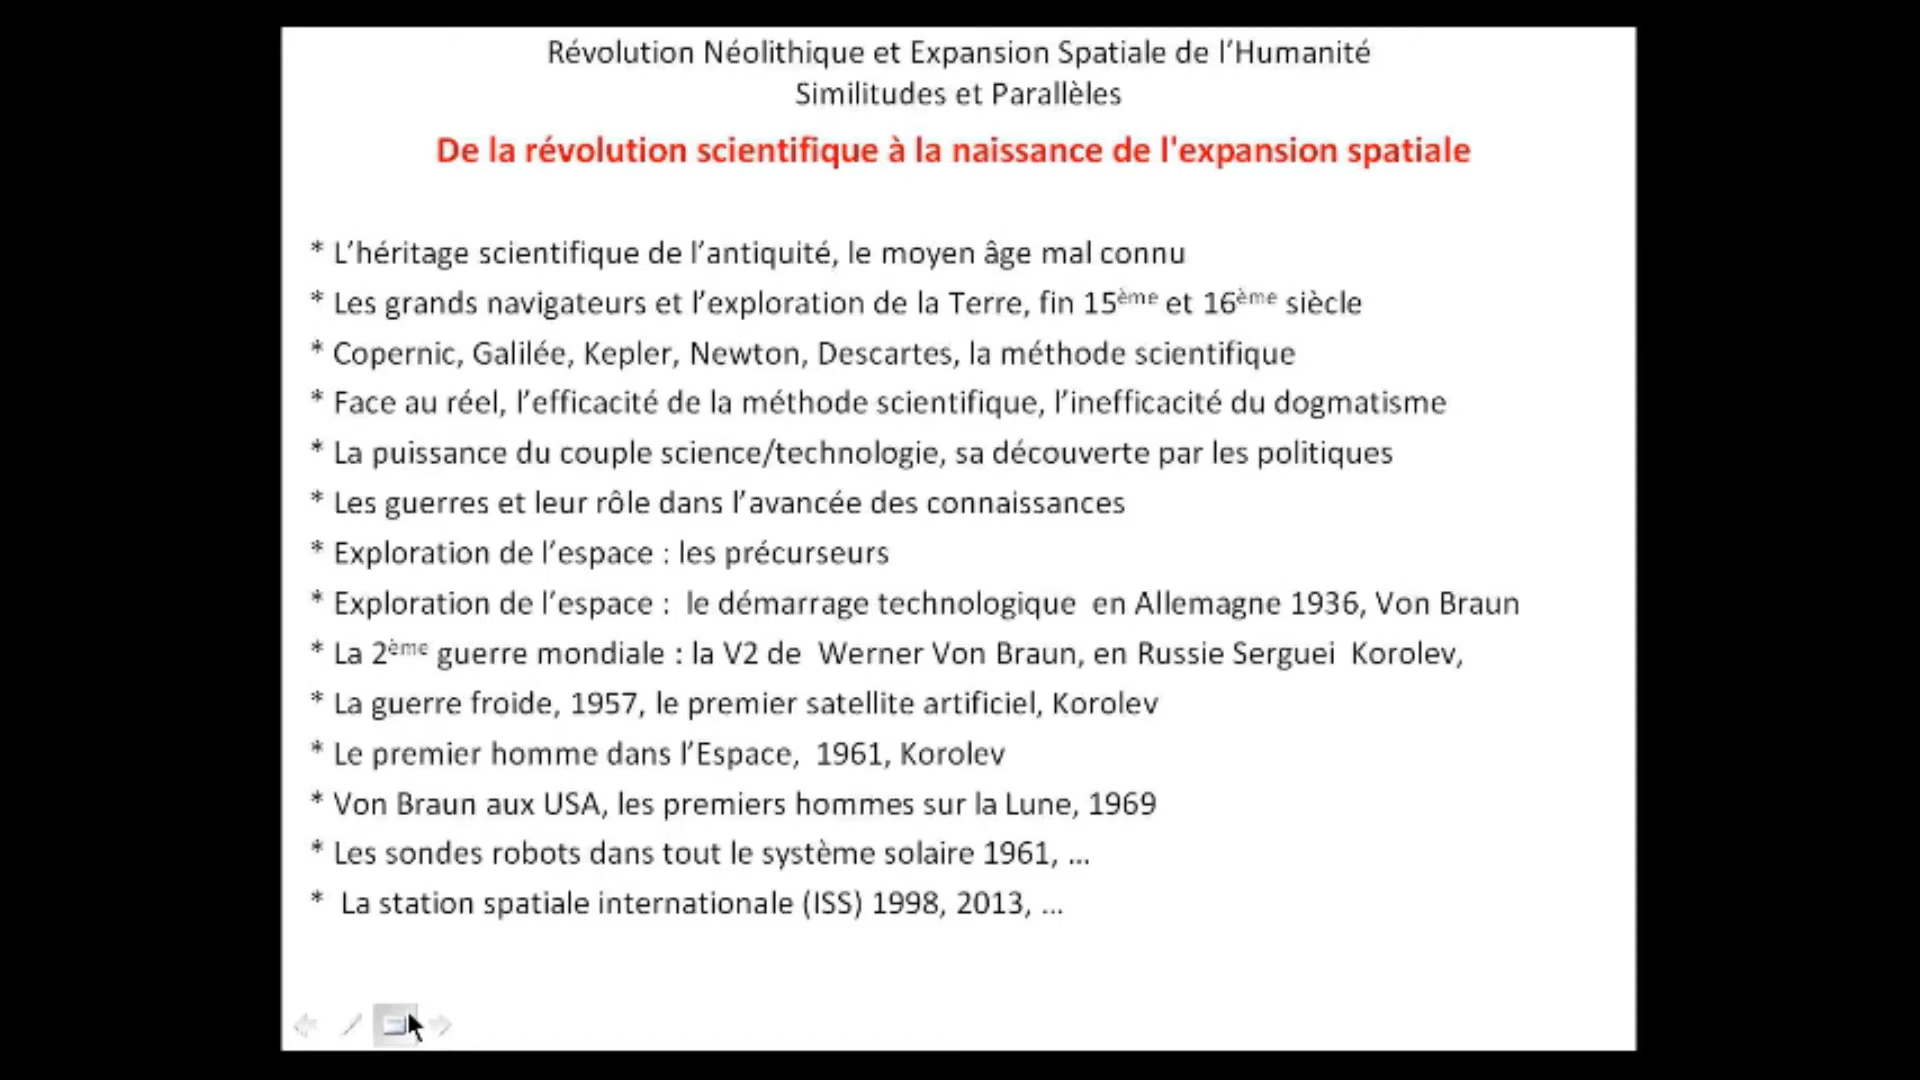 Révolution Néolithique et Expansion Spatiale de l’Humanité
Similitudes et Parallèles
De la révolution scientifique à la naissance de l'expansion spatiale
* L’héritage scientifique de l’antiquité, le moyen âge mal connu
* Les grands navigateurs et l’exploration de la Terre, fin 15ème et 16ème siècle
* Copernic, Galilée, Kepler, Newton, Descartes, la méthode scientifique
* Face au réel, l’efficacité de la méthode scientifique, l’inefficacité du dogmatisme
* La puissance du couple science/technologie, sa découverte par les politiques
* Les guerres et leur rôle dans l’avancée des connaissances
* Exploration de l’espace : les précurseurs
* Exploration de l’espace :  le démarrage technologique  en Allemagne 1936, Von Braun
* La 2ème guerre mondiale : la V2 de  Werner Von Braun, en Russie Serguei  Korolev,
* La guerre froide, 1957, le premier satellite artificiel, Korolev
* Le premier homme dans l’Espace,  1961, Korolev
* Von Braun aux USA, les premiers hommes sur la Lune, 1969
* Les sondes robots dans tout le système solaire 1961, ...
*  La station spatiale internationale (ISS) 1998, 2013, ...